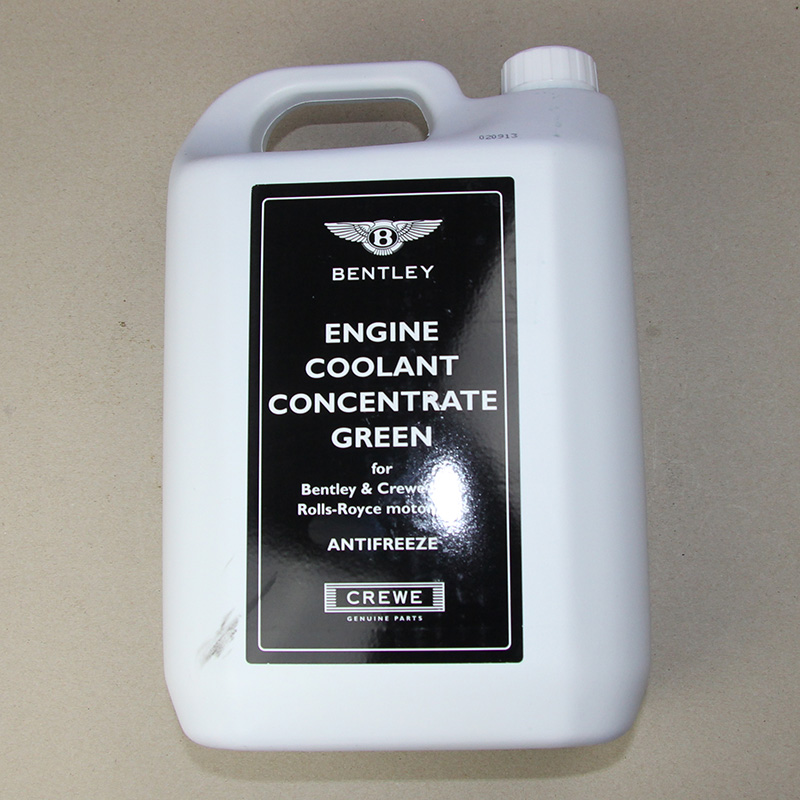 020913
B
BENTLEY
ENGINE
COOLANT
CONCENTRATE
GREEN
for
Bentley & Crewe
Rolls-Royce
ANTIFREEZE
CREWE
GENUINE PARTS